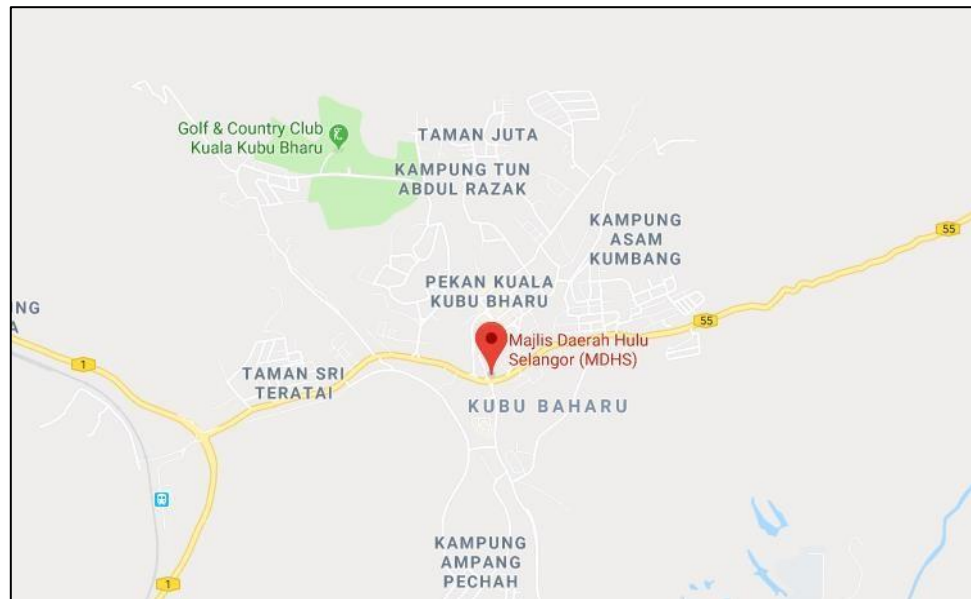 Golf & Country Club
Kuala Kubu Bharu
TAMAN JUTA
KAMPUNG TUN
ABDUL RAZAK
KAMPUNG
ASAM
KUMBANG
55
PEKAN KUALA
KUBU BHARU
NG
A
55
Majlis Daerah Hulu
Selangor (MDHS)
1
TAMAN SRI
TERATAI
KUBU BAHARU
KAMPUNG
AMPANG
PECHAH
1